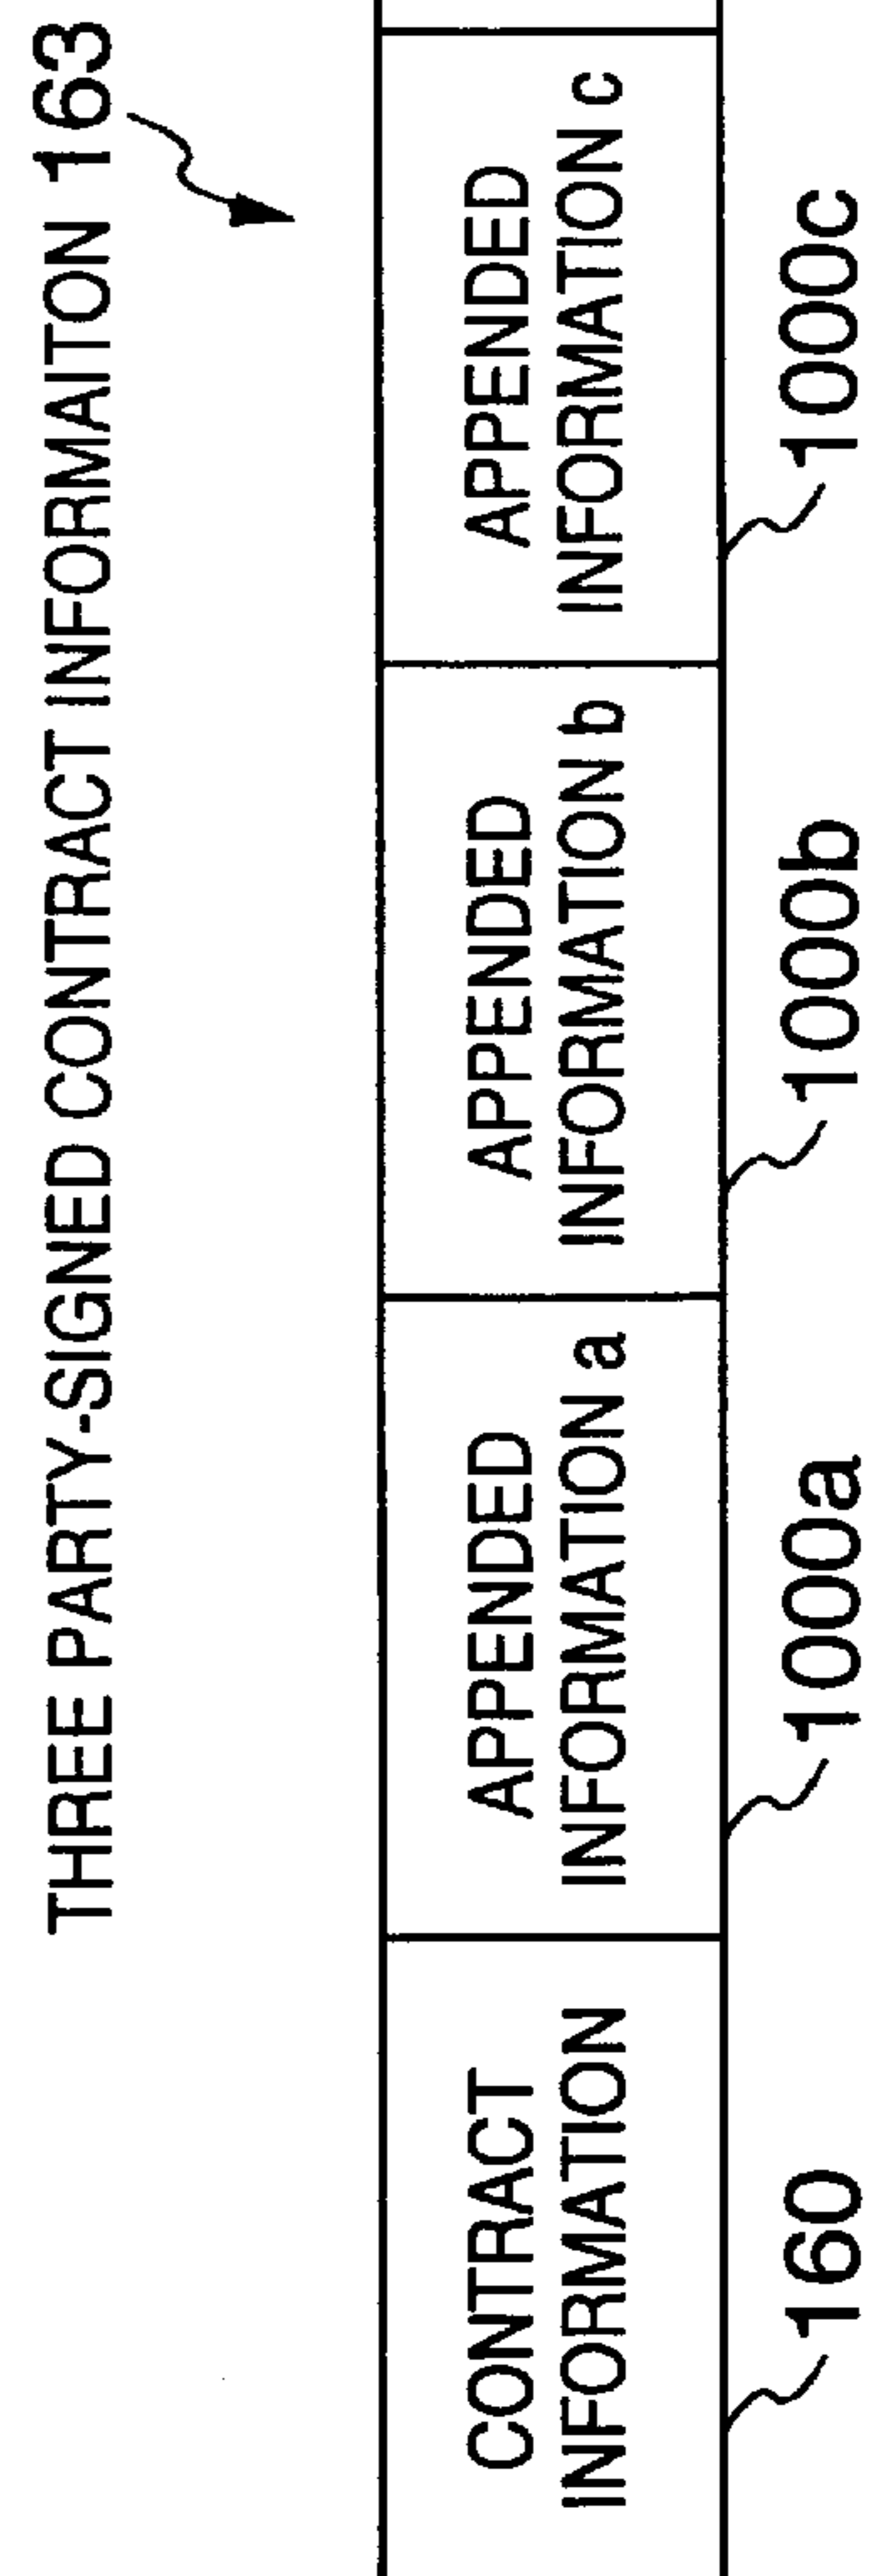 THREE PARTY-SIGNED CONTRACT INFORMAITON 163
CONTRACT
INFORMATION
APPENDED
INFORMATION a
APPENDED
INFORMATION b
APPENDED
INFORMATION c
160
1000a
1000b
1000c